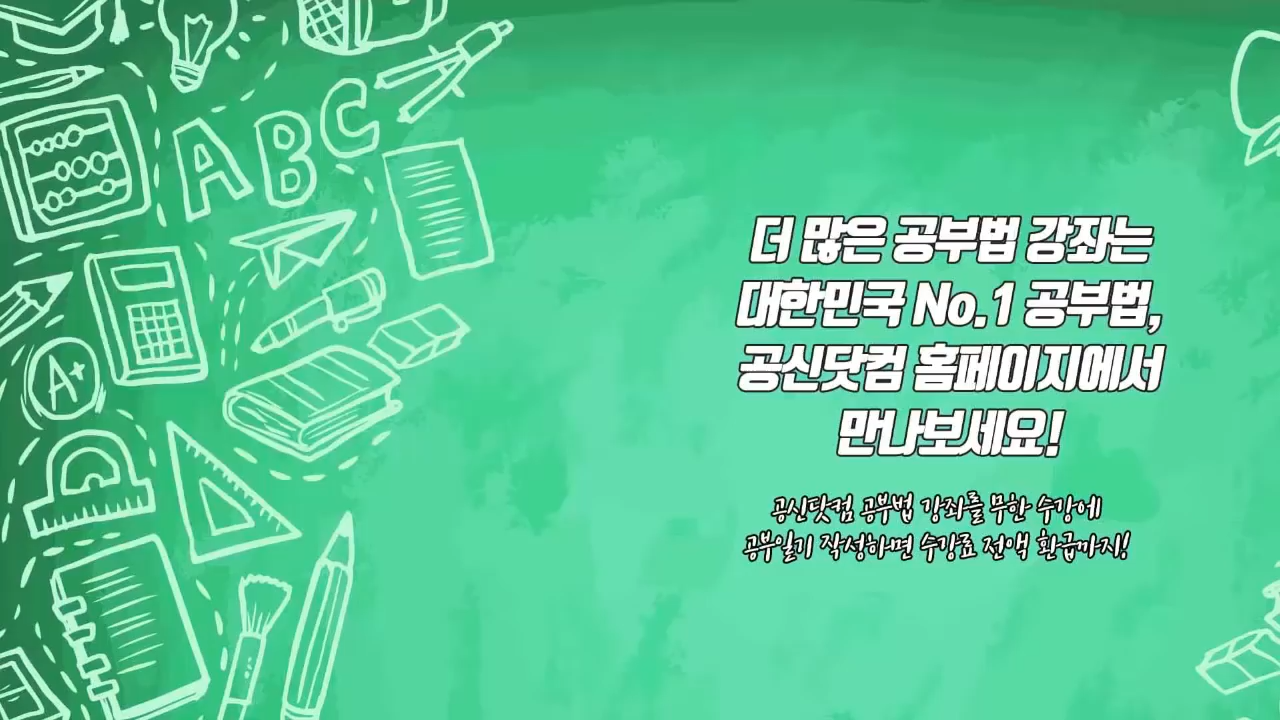 ABC
A+
더 많은 공부법 강좌는
대한민국 No.1 공부법,
공신닷컴 홈페이지에서
만나보세요!
공신닷컴 공부법 강좌를 무한 수강에
공부일기 작성하면 수강료 전액 환급까지!